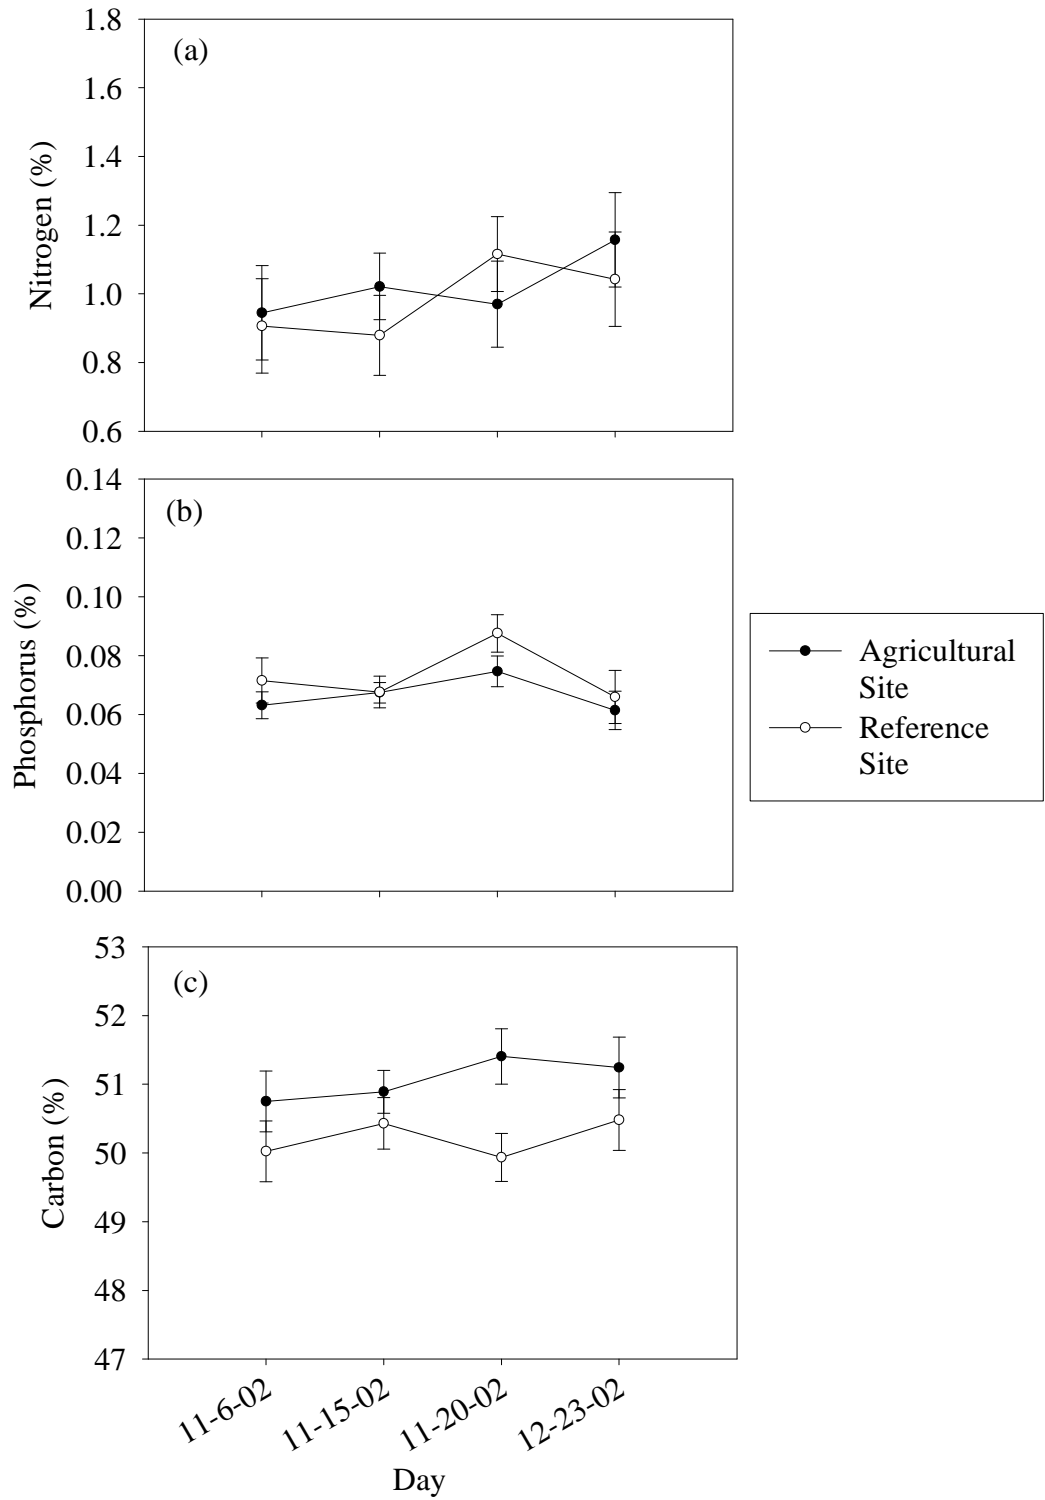 1.8
(a)
1.6
1.4
1.2
1.0
0.8
0.6
Nitrogen (%)
0.14
(b)
0.12
0.10
0.08
0.06
0.04
0.02
0.00
Phosphorus (%)
Agricultural
Site
Reference
Site
53
(c)
52
51
50
49
48
47
Carbon (%)
11-6-02
11-15-02
11-20-02
12-23-02
Day